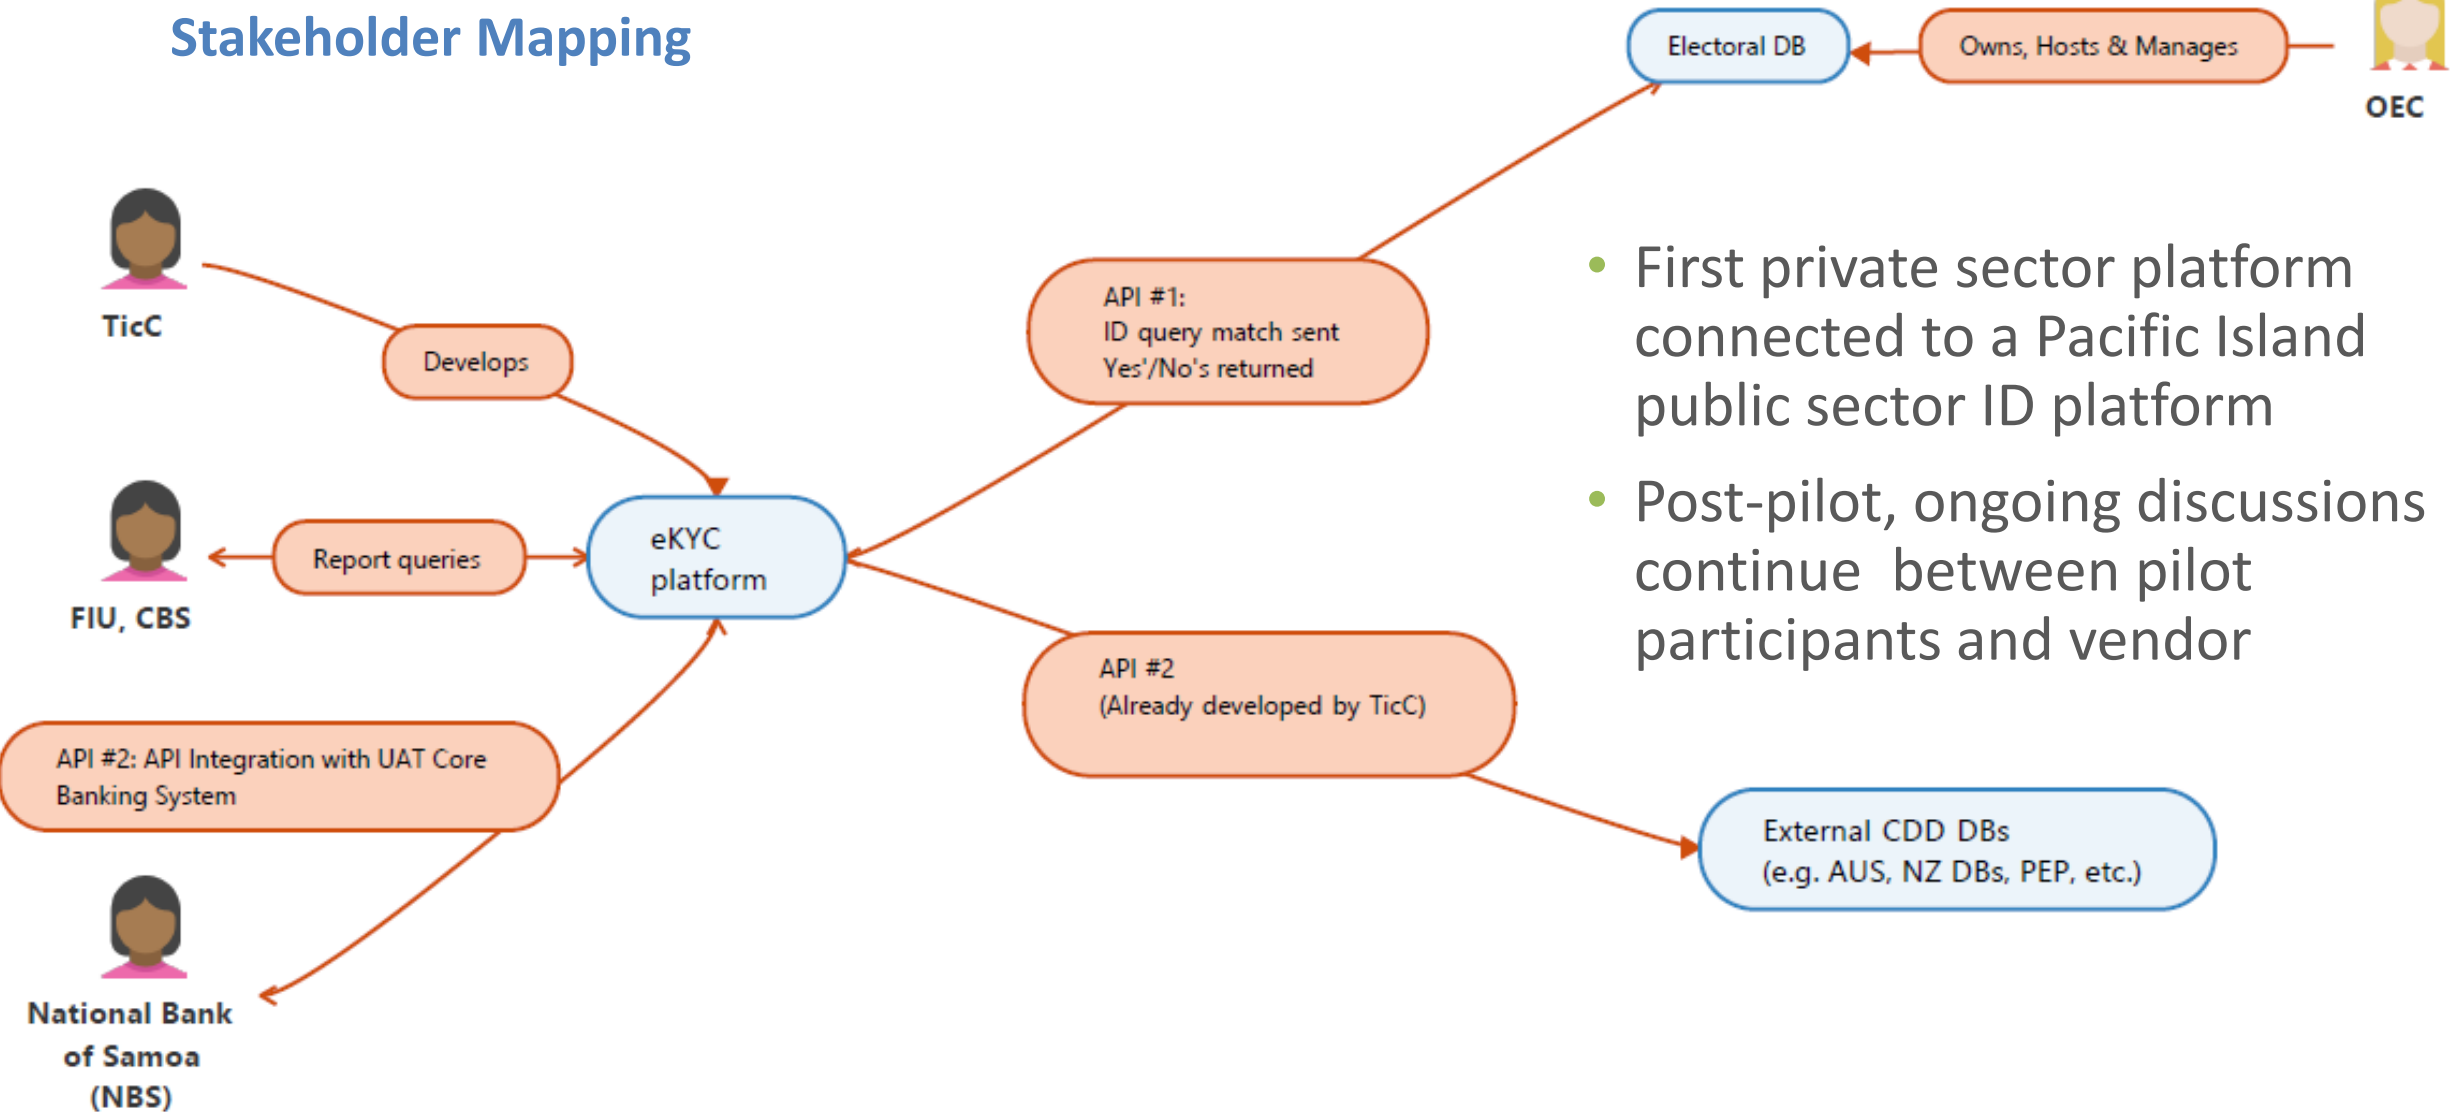 Stakeholder Mapping
Electoral DB
Owns, Hosts & Manages
OEC
TicC
Develops
API #1:
ID query match sent
Yes'/No's returned
• First private sector platform
connected to a Pacific Island
public sector ID platform
• Post-pilot, ongoing discussions
continue  between pilot
participants and vendor
FIU, CBS
Report queries
eKYC
platform
API #2
(Already developed by TicC)
API #2: API Integration with UAT Core
Banking System
External CDD DBs
(e.g. AUS, NZ DBs, PEP, etc.)
National Bank
of Samoa
(NBS)